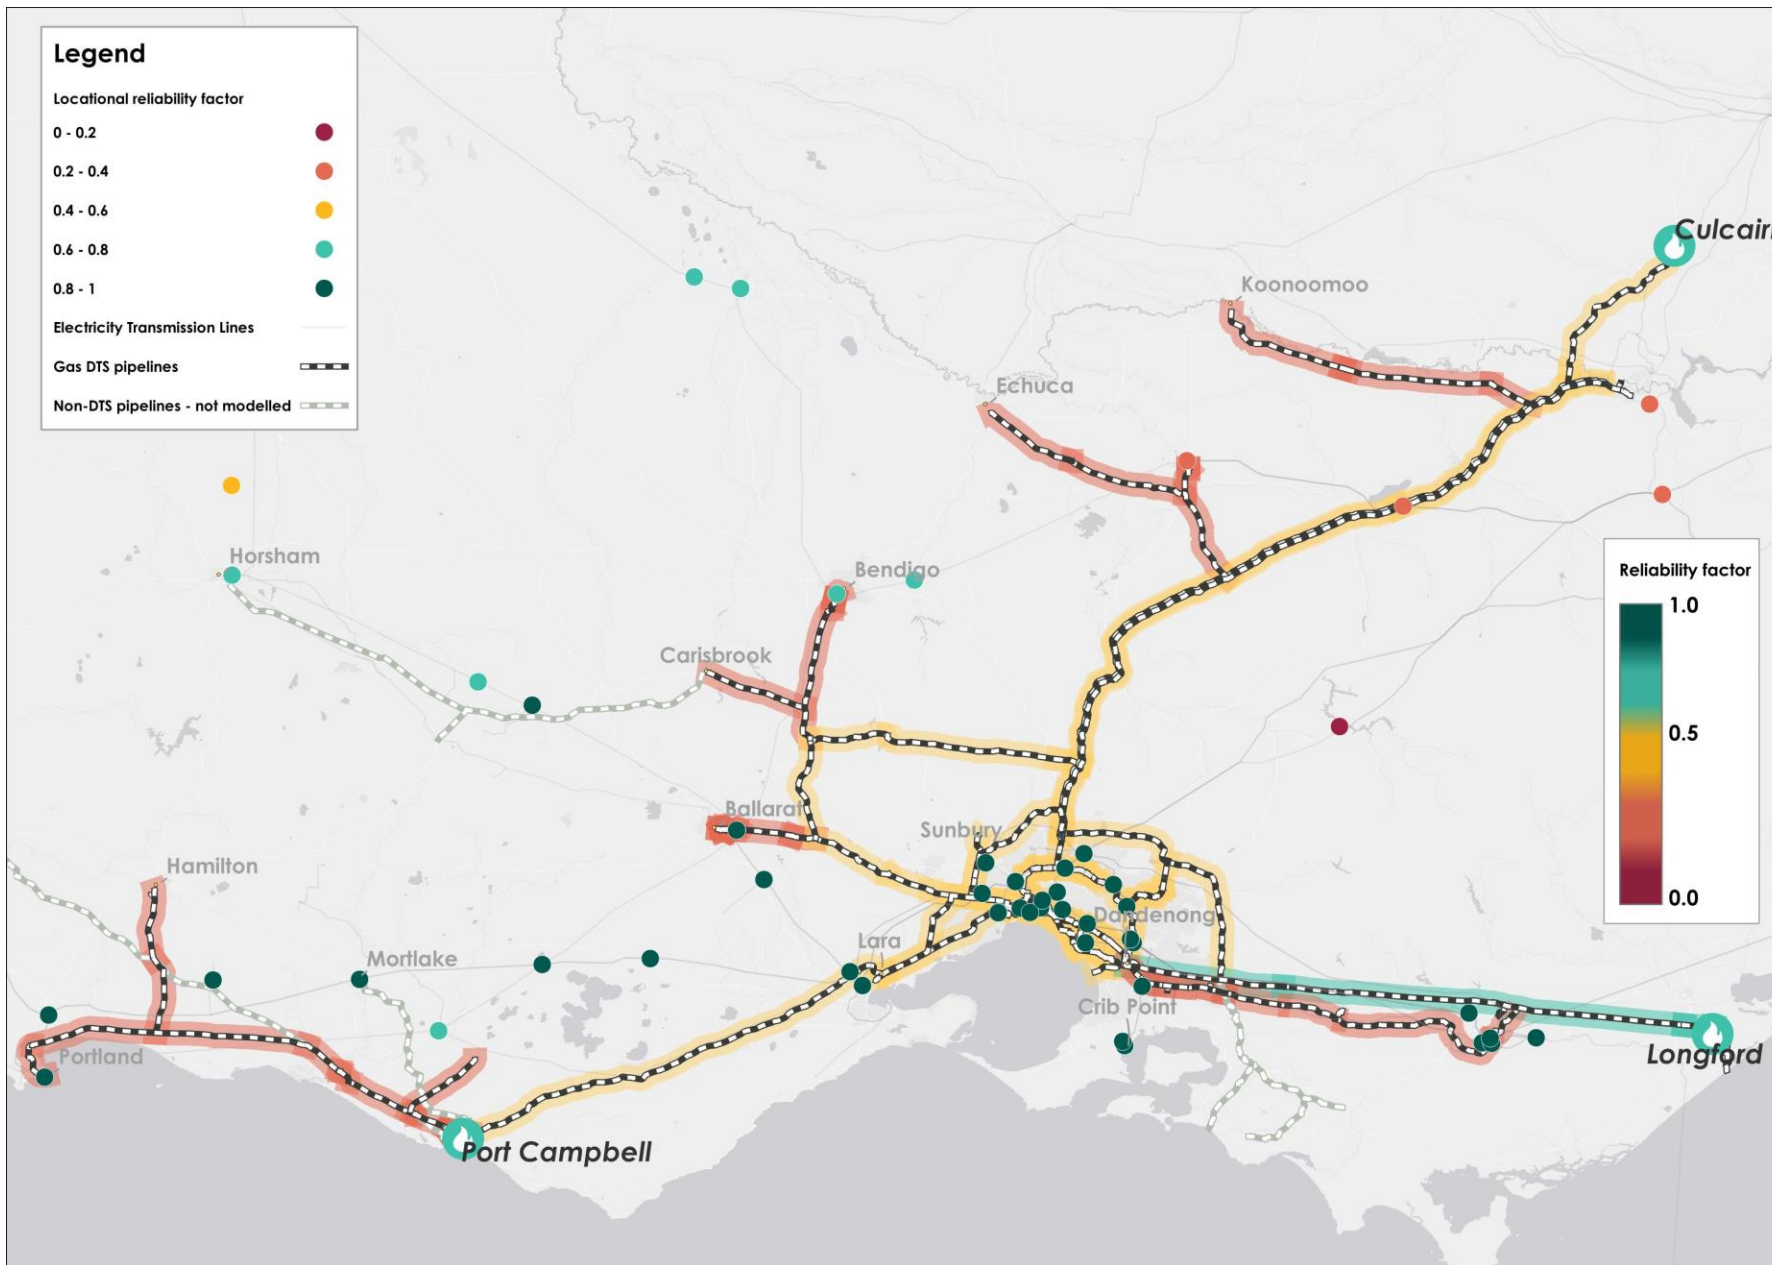 Legend
Locational reliability factor
0 - 0.2
0.2 - 0.4
0.4 - 0.6
0.6 - 0.8
0.8 - 1
Electricity Transmission Lines
Gas DTS pipelines
Non-DTS pipelines - not modelled
Culcairn
Koonoomoo
Echuca
Horsham
Bendigo
Reliability factor
1.0
0.5
0.0
Carisbrook
Ballarat
Sunbury
Hamilton
Dandenong
Lara
Mortlake
Crib Point
Portland
Longford
Port Campbell